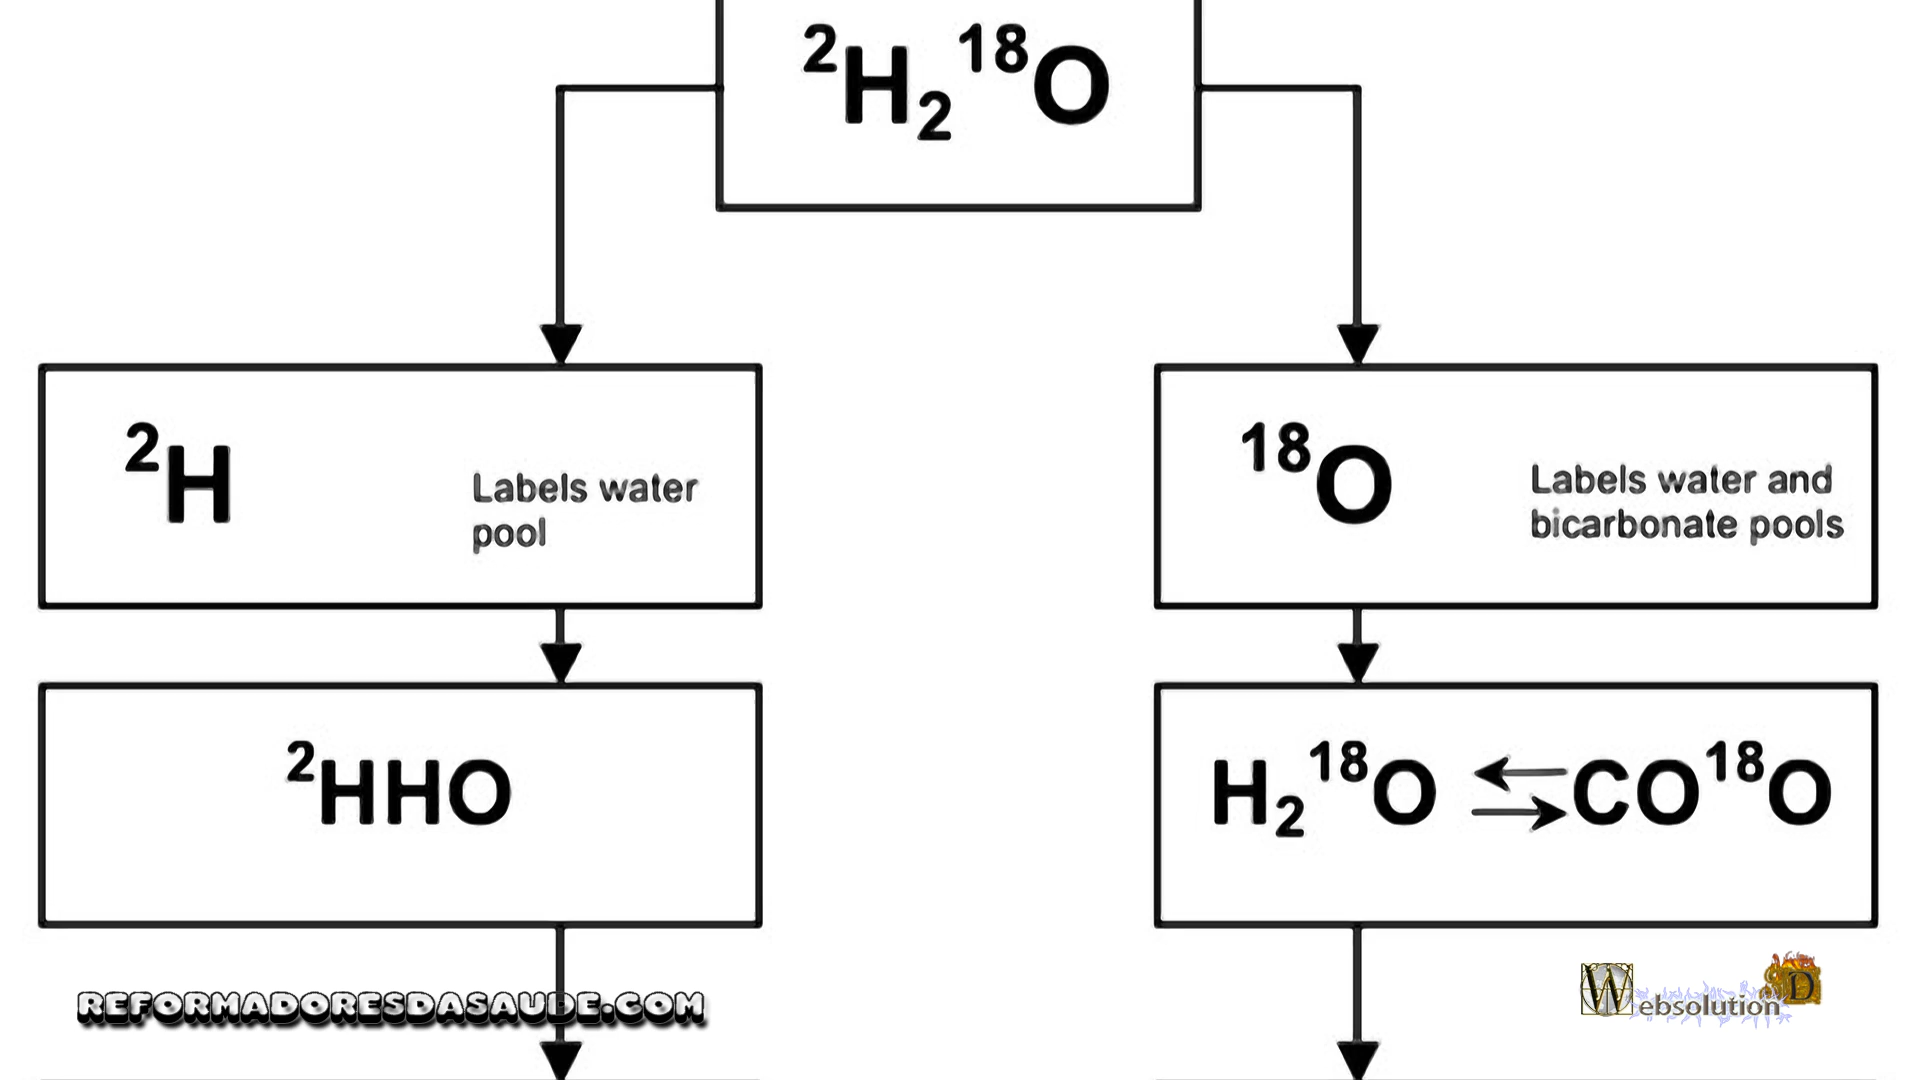 ²H₂¹⁸O
²H
Labels water
pool
¹⁸O
Labels water and
bicarbonate pools
²HHO
H₂¹⁸O ⇄ CO¹⁸O
REFORMADORESDASAUDE.COM
Websolution D